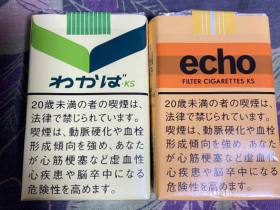 わかば・KS
20歳未満の者の喫煙は、
法律で禁じられています。
喫煙は、動脈硬化や血栓
形成傾向を強め、あなた
が心筋梗塞など虚血性
心疾患や脳卒中になる
危険性を高めます。
echo
FILTER CIGARETTES KS
20歳未満の者の喫煙は、
法律で禁じられています。
喫煙は、動脈硬化や血栓
形成傾向を強め、あなた
が心筋梗塞など虚血性
心疾患や脳卒中になる
危険性を高めます。